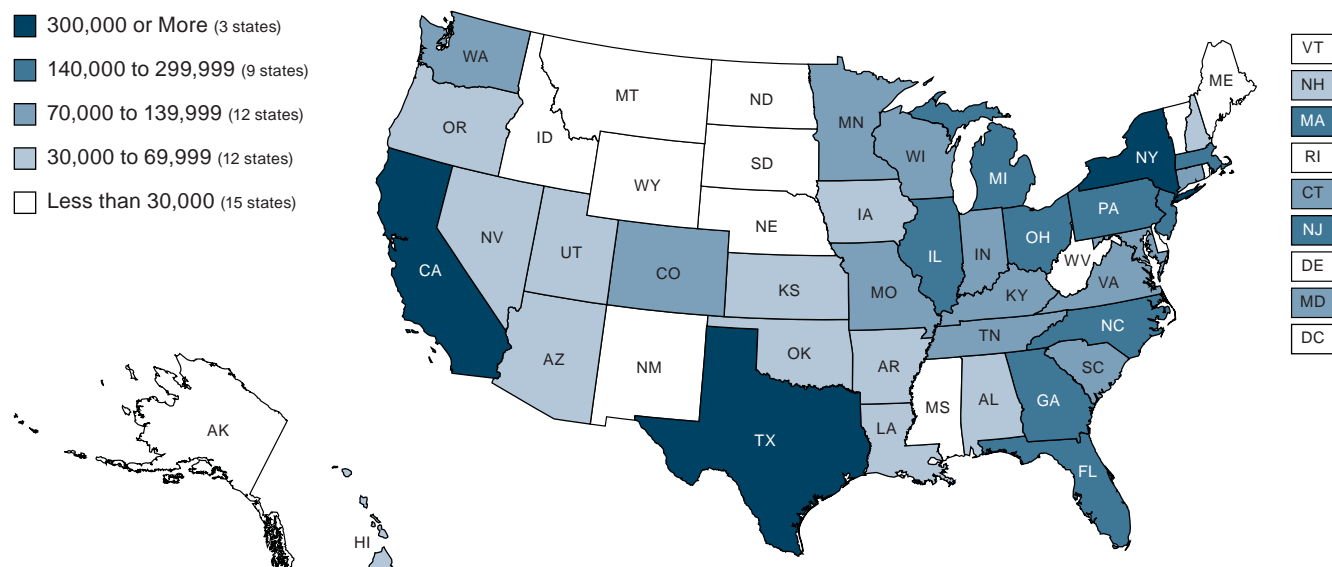 300,000 or More (3 states)
140,000 to 299,999 (9 states)
70,000 to 139,999 (12 states)
30,000 to 69,999 (12 states)
Less than 30,000 (15 states)
WA
MT
ND
MN
ME
VT
NH
MA
RI
CT
NJ
DE
MD
DC
OR
ID
SD
WI
NY
WY
MI
IA
PA
NE
NV
UT
CO
IL
IN
OH
WV
CA
KS
MO
KY
VA
AZ
NM
OK
AR
TN
NC
SC
MS
AL
GA
LA
TX
FL
AK
HI